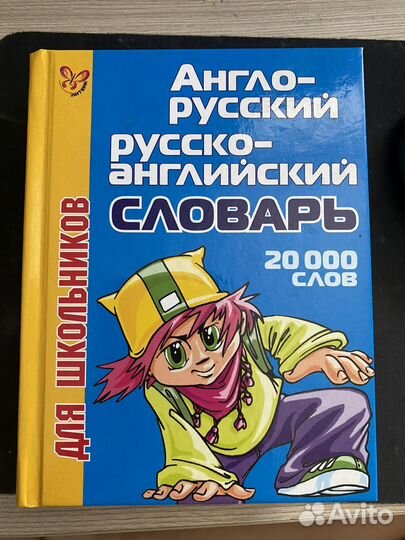 Англо-
русский
русско-
английский
СЛОВАРЬ
20 000
СЛОВ
ДЛЯ ШКОЛЬНИКОВ
Avito